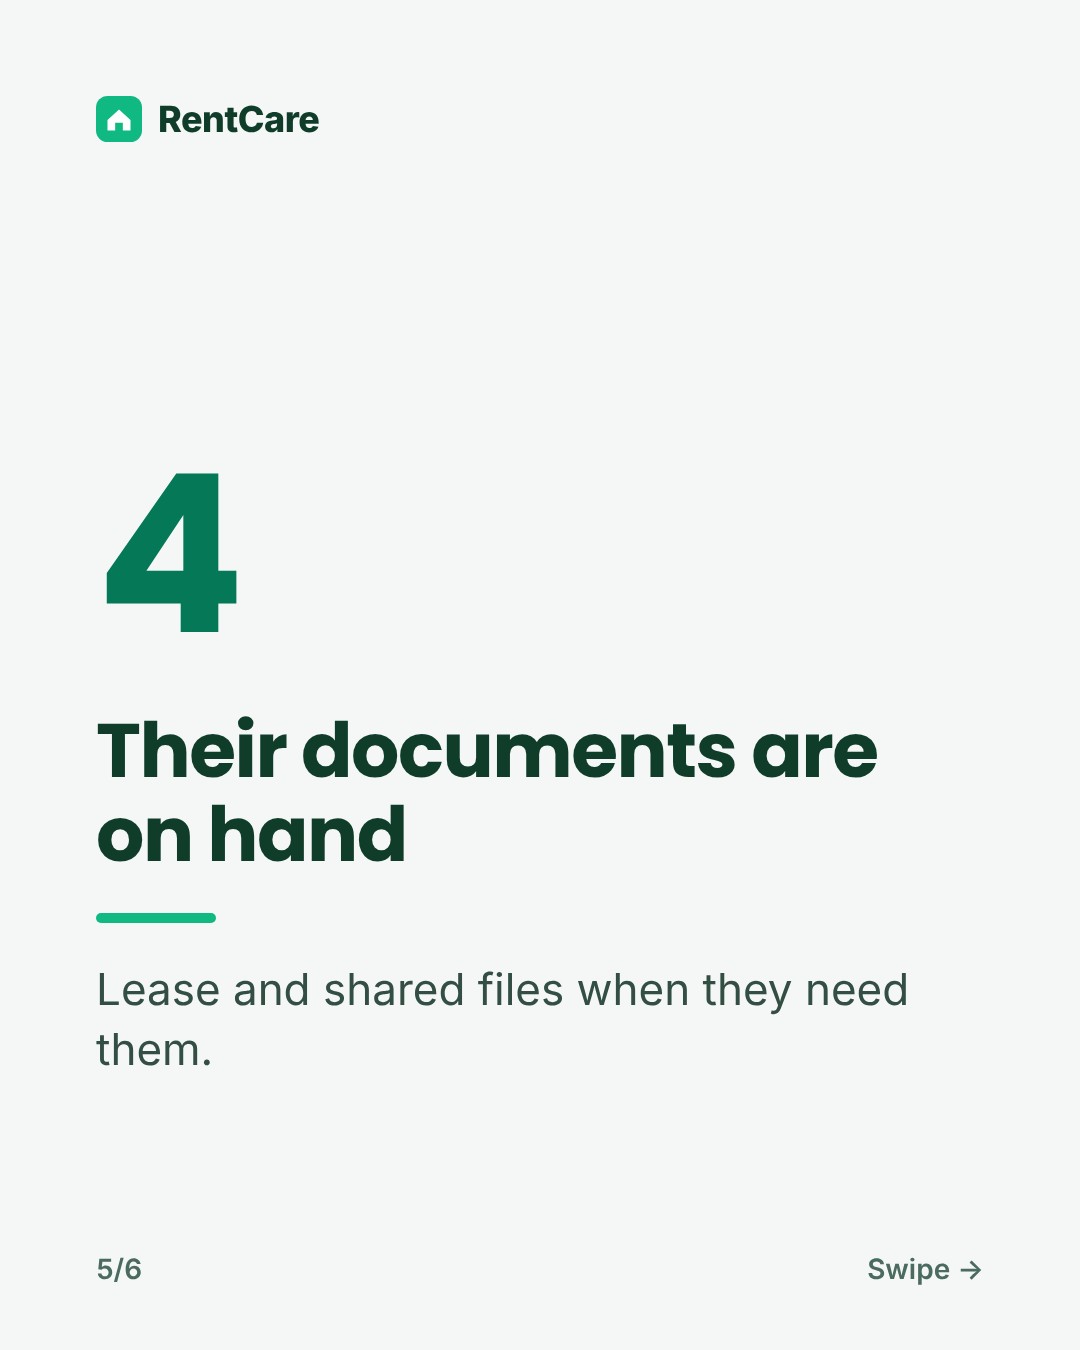 RentCare
4
Their documents are
on hand
Lease and shared files when they need
them.
5/6
Swipe →